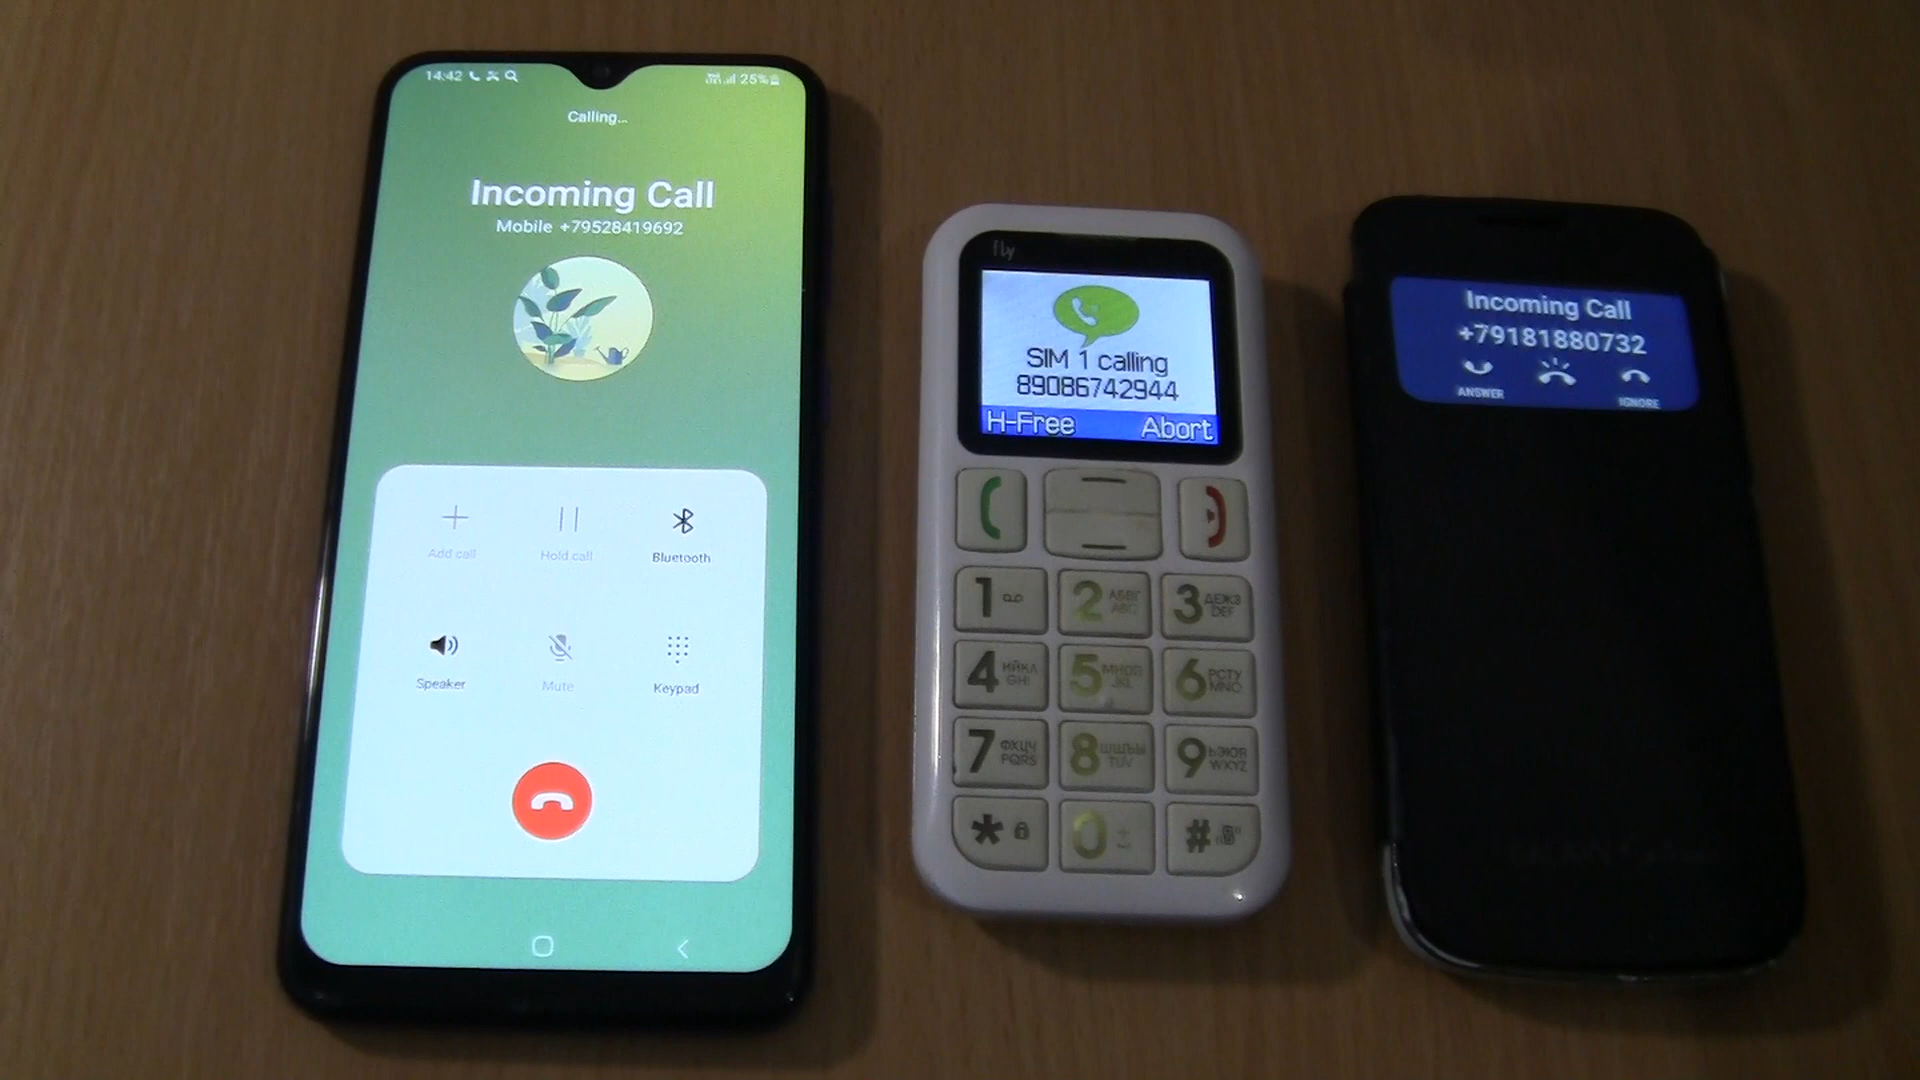 14:42
25%
Calling...
Incoming Call
Mobile +79528419692
Add call
Hold call
Bluetooth
Speaker
Mute
Keypad
fly
SIM 1 calling
89086742944
H-Free Abort
1
2 АБВГ ABC
3 ДЕЖЗ DEF
4 ИЙКЛ GHI
5 МНОП JKL
6 РСТУ MNO
7 ФХЦЧ PQRS
8 ШЩЪЫ TUV
9 ЬЭЮЯ WXYZ
*
0 +
#
Incoming Call
+79181880732
ANSWER
IGNORE